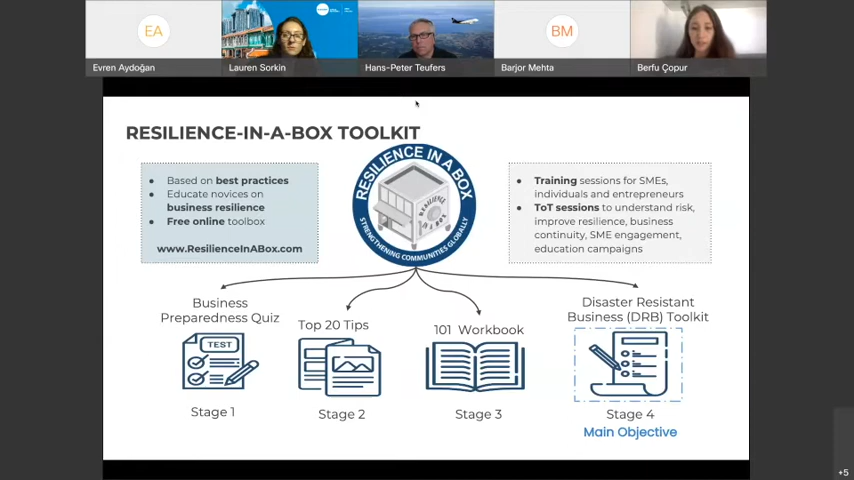 EA
BM
Evren Aydoğan
Lauren Sorkin
Hans-Peter Teufers
Barjor Mehta
Berfu Çopur
RESILIENCE-IN-A-BOX TOOLKIT
• Based on best practices
• Educate novices on
business resilience
• Free online toolbox
www.ResilienceInABox.com
RESILIENCE IN A BOX
RESILIENCE
IN A BOX
STRENGTHENING COMMUNITIES GLOBALLY
• Training sessions for SMEs,
individuals and entrepreneurs
• ToT sessions to understand risk,
improve resilience, business
continuity, SME engagement,
education campaigns
Business
Preparedness Quiz
TEST
Stage 1
Top 20 Tips
Stage 2
101 Workbook
Stage 3
Disaster Resistant
Business (DRB) Toolkit
Stage 4
Main Objective
+5